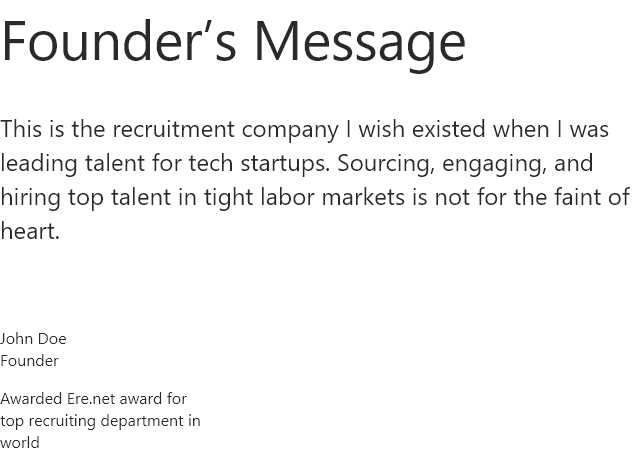 Founder’s Message
This is the recruitment company I wish existed when I was
leading talent for tech startups. Sourcing, engaging, and
hiring top talent in tight labor markets is not for the faint of
heart.
John Doe
Founder
Awarded Ere.net award for
top recruiting department in
world